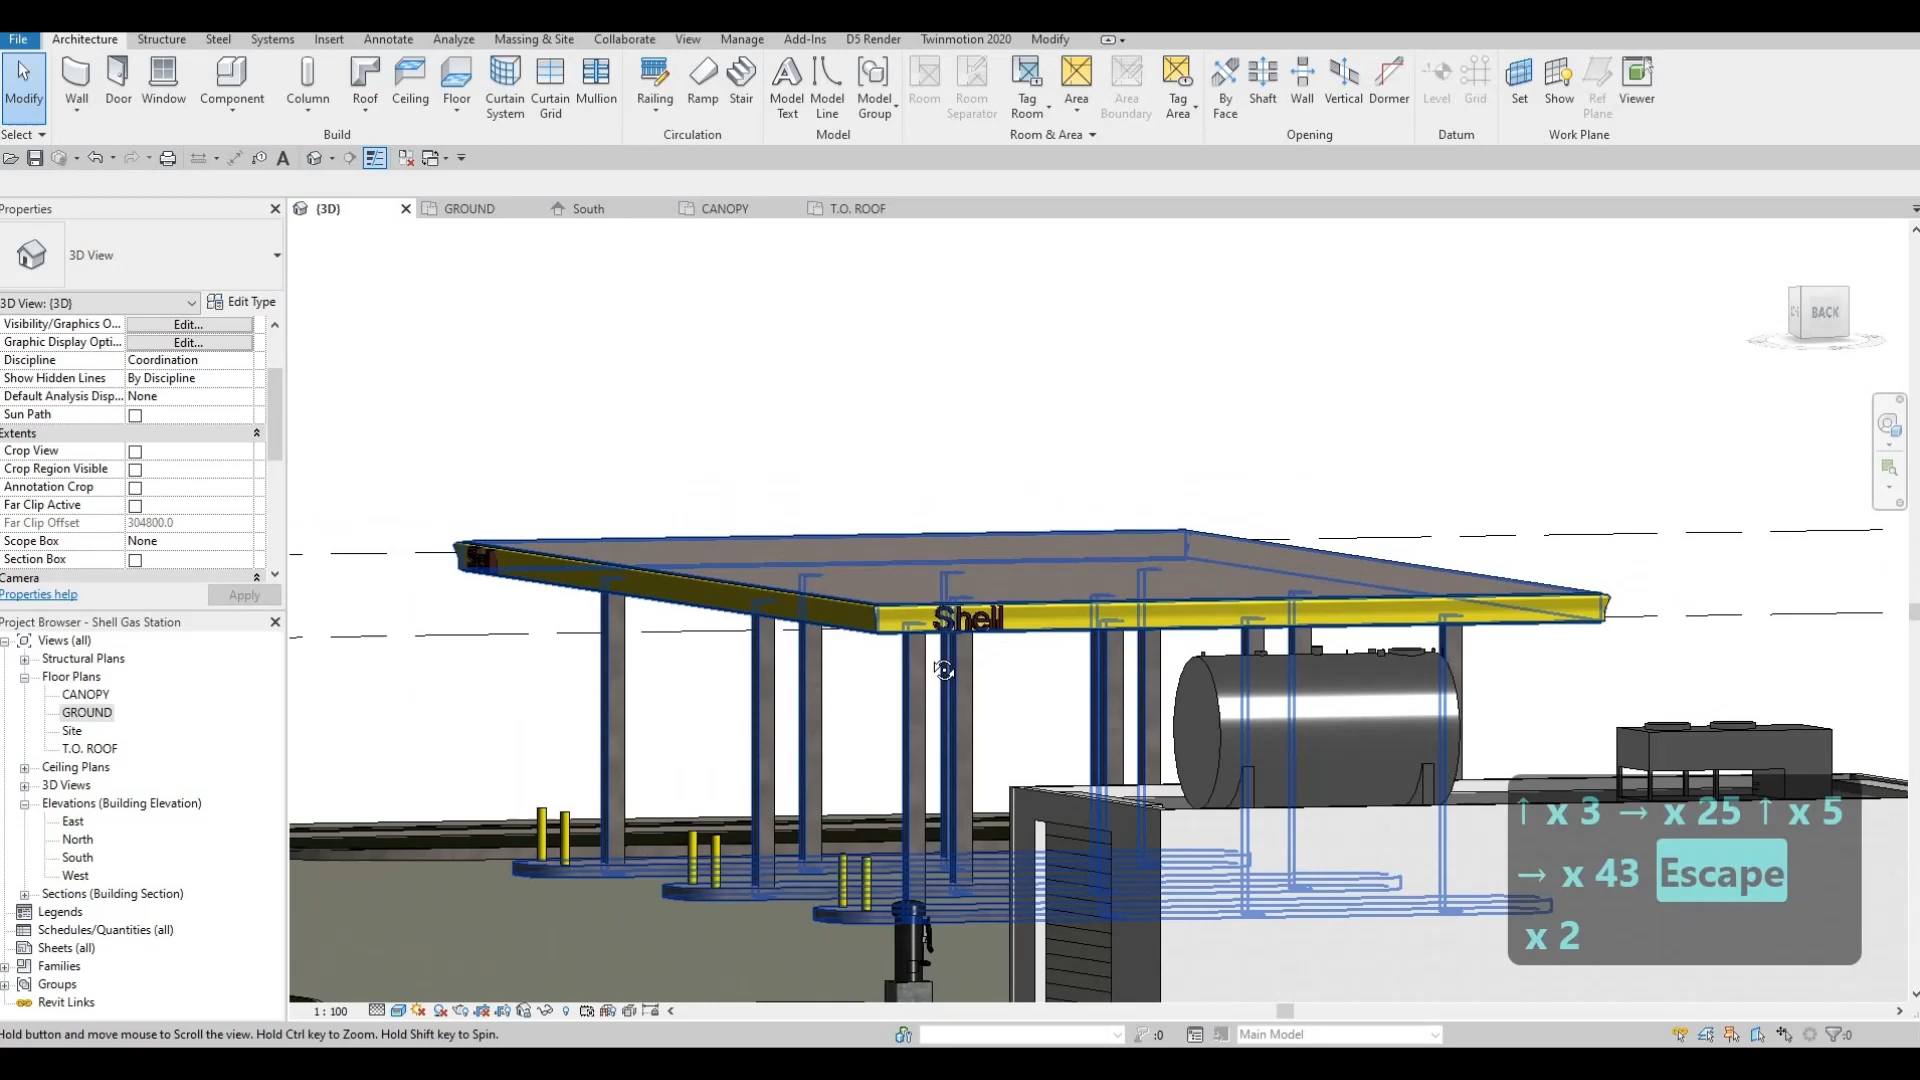 File Architecture Structure Steel Systems Insert Annotate Analyze Massing & Site Collaborate View Manage Add-Ins D5 Render Twinmotion 2020 Modify
Modify Wall Door Window Component Column Roof Ceiling Floor Curtain System Curtain Grid Mullion Railing Ramp Stair Model Text Model Line Model Group Room Room Separator Tag Room Area Area Boundary Tag Area By Face Shaft Wall Vertical Dormer Level Grid Set Show Ref Plane Viewer
Select Build Circulation Model Room & Area Opening Datum Work Plane
Properties
{3D} GROUND South CANOPY T.O. ROOF
3D View
3D View: {3D} Edit Type
Visibility/Graphics O... Edit...
Graphic Display Opti... Edit...
Discipline Coordination
Show Hidden Lines By Discipline
Default Analysis Disp... None
Sun Path
Extents
Crop View
Crop Region Visible
Annotation Crop
Far Clip Active
Far Clip Offset 304800.0
Scope Box None
Section Box
Camera
Properties help Apply
Project Browser - Shell Gas Station
Views (all)
Structural Plans
Floor Plans
CANOPY
GROUND
Site
T.O. ROOF
Ceiling Plans
3D Views
Elevations (Building Elevation)
East
North
South
West
Sections (Building Section)
Legends
Schedules/Quantities (all)
Sheets (all)
Families
Groups
Revit Links
BACK
Shell
↑ x 3 → x 25 ↑ x 5
→ x 43 Escape
x 2
1 : 100
Hold button and move mouse to Scroll the view. Hold Ctrl key to Zoom. Hold Shift key to Spin.
:0 Main Model :0